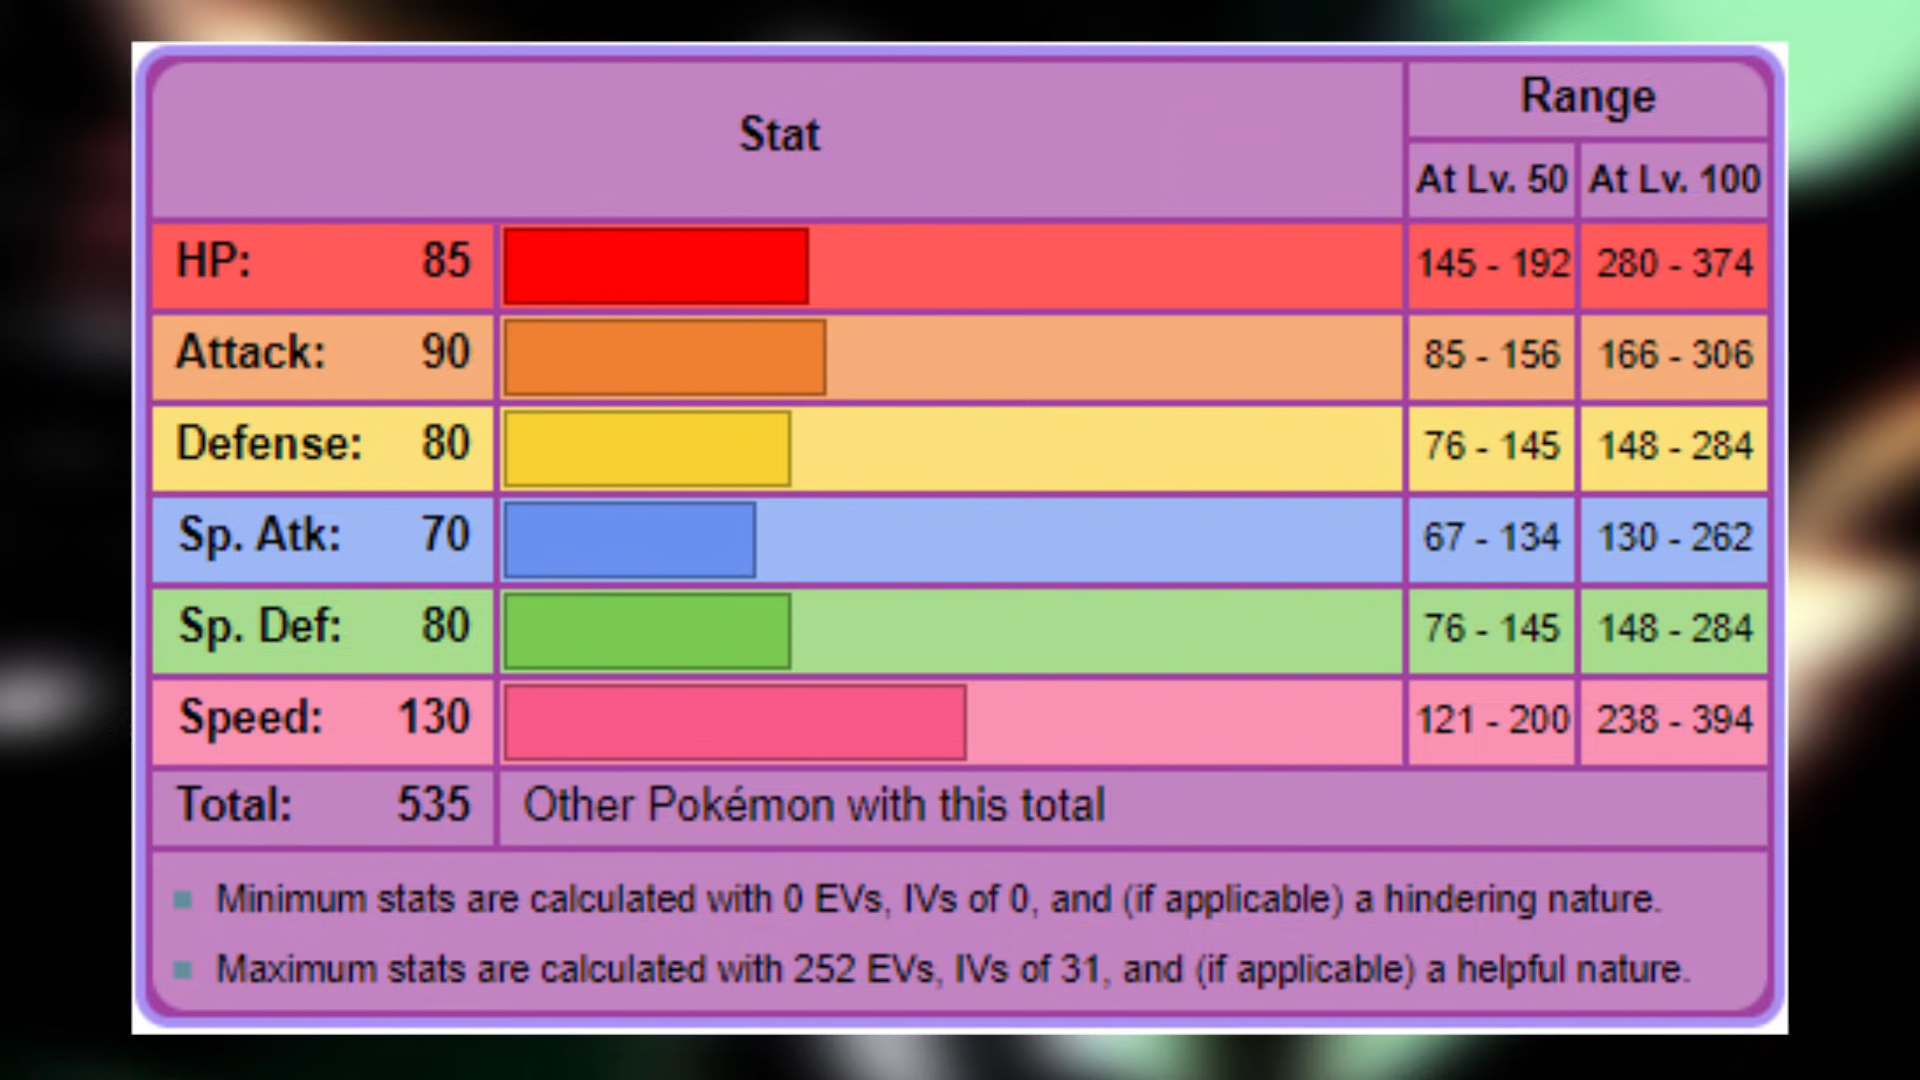 Stat
Range
At Lv. 50 At Lv. 100
HP: 85 145 - 192 280 - 374
Attack: 90 85 - 156 166 - 306
Defense: 80 76 - 145 148 - 284
Sp. Atk: 70 67 - 134 130 - 262
Sp. Def: 80 76 - 145 148 - 284
Speed: 130 121 - 200 238 - 394
Total: 535 Other Pokémon with this total
Minimum stats are calculated with 0 EVs, IVs of 0, and (if applicable) a hindering nature.
Maximum stats are calculated with 252 EVs, IVs of 31, and (if applicable) a helpful nature.